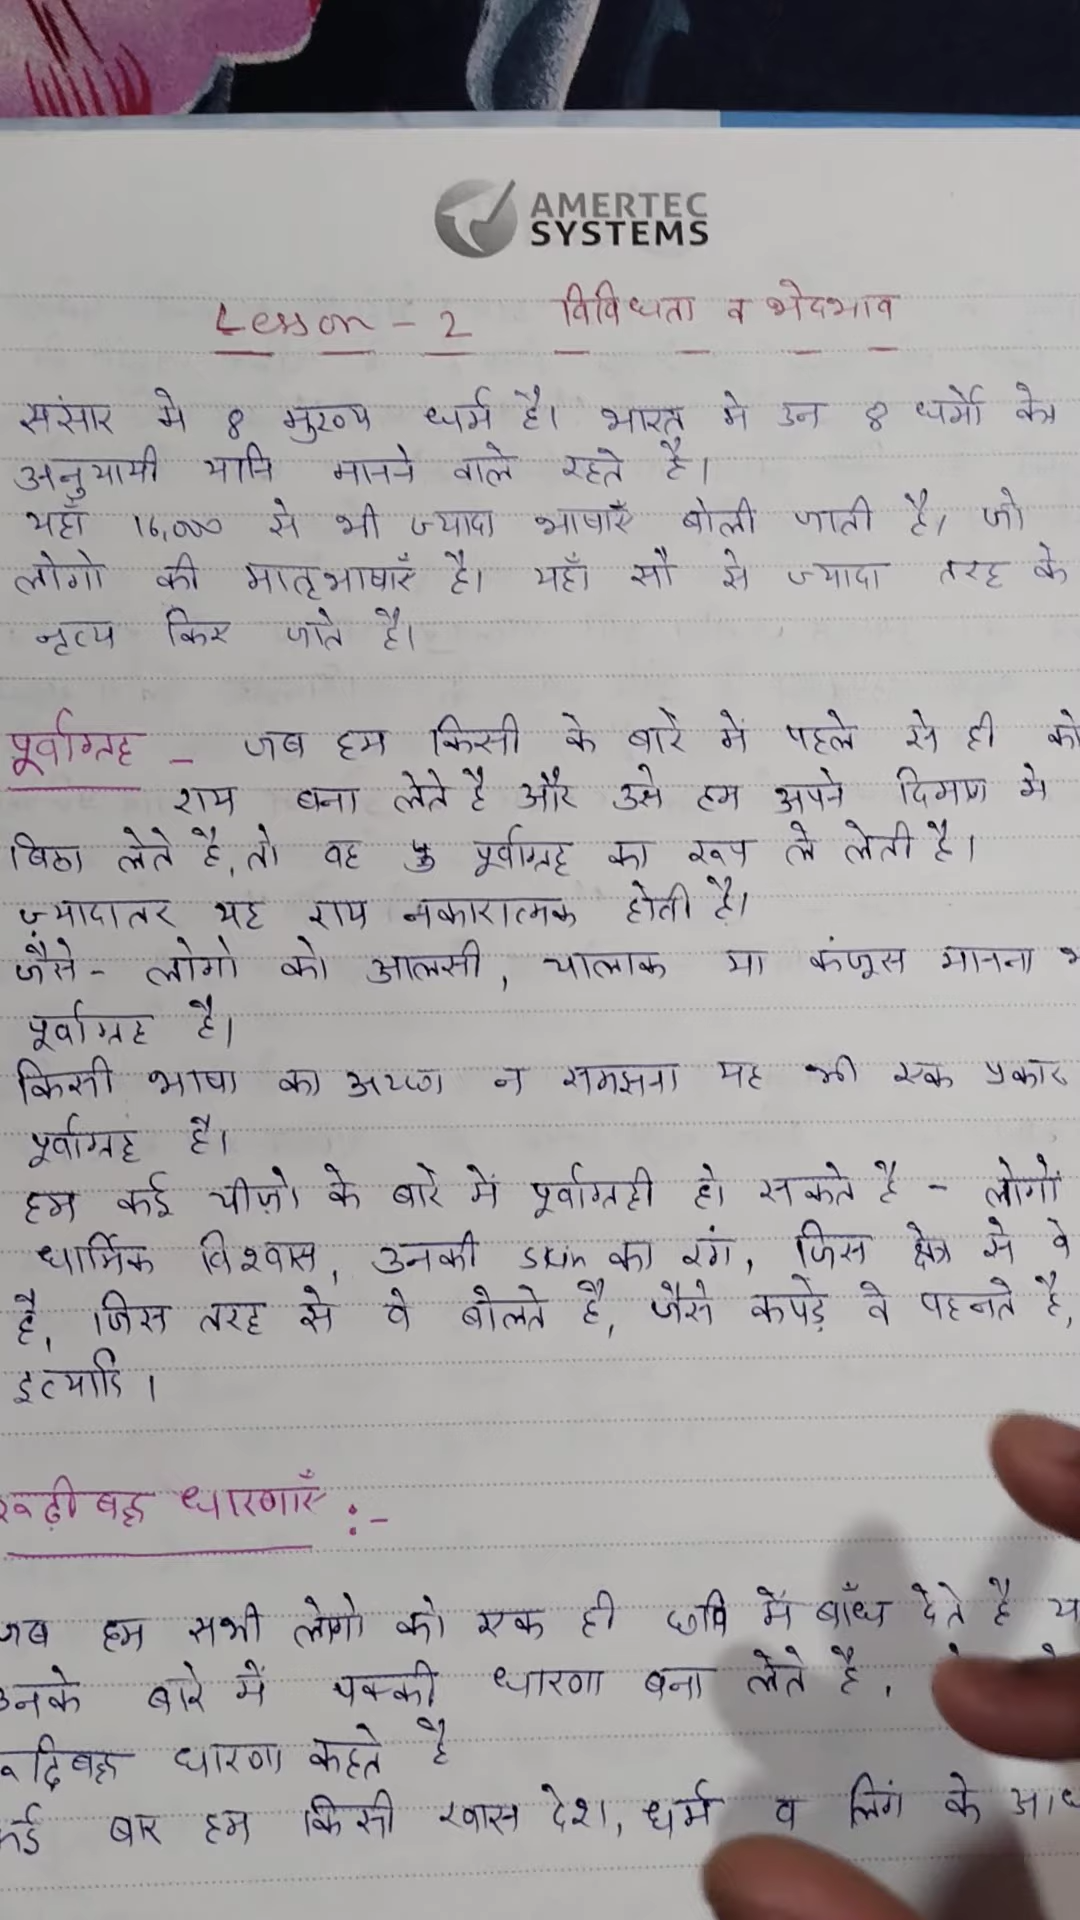 AMERTEC
SYSTEMS
Lesson - 2 विविधता व भेदभाव
संसार मे 8 मुख्य धर्म है। भारत मे उन 8 धर्मो के
अनुयायी यानि मानने वाले रहते है।
यहाँ 16,000 से भी ज्यादा भाषाएँ बोली जाती है, जो
लोगो की मातृभाषाएँ है। यहाँ सौ से ज्यादा तरह के
नृत्य किए जाते है।
पूर्वाग्रह - जब हम किसी के बारे में पहले से ही
राय बना लेते है और उसे हम अपने दिमाग मे
बिठा लेते है, तो वह पूर्वाग्रह का रूप ले लेती है।
ज़्यादातर यह राय नकारात्मक होती है।
जैसे - लोगो को आलसी, चालाक या कंजूस मानना
पूर्वाग्रह है।
किसी भाषा का अच्छा न समझना यह भी एक प्रकार
पूर्वाग्रह है।
हम कई चीज़ो के बारे में पूर्वाग्रही हो सकते है - लोगों
धार्मिक विश्वास, उनकी skin का रंग, जिस क्षेत्र से वे
है, जिस तरह से वे बोलते है, जैसे कपड़े वे पहनते है,
इत्यादि।
रूढ़ी बद्ध धारणाएँ :-
जब हम सभी लोगो को एक ही छवि में बाँध देते है
उनके बारे में पक्की धारणा बना लेते है,
रूढ़िबद्ध धारणा कहते है
कई बार हम किसी खास देश, धर्म व लिंग के